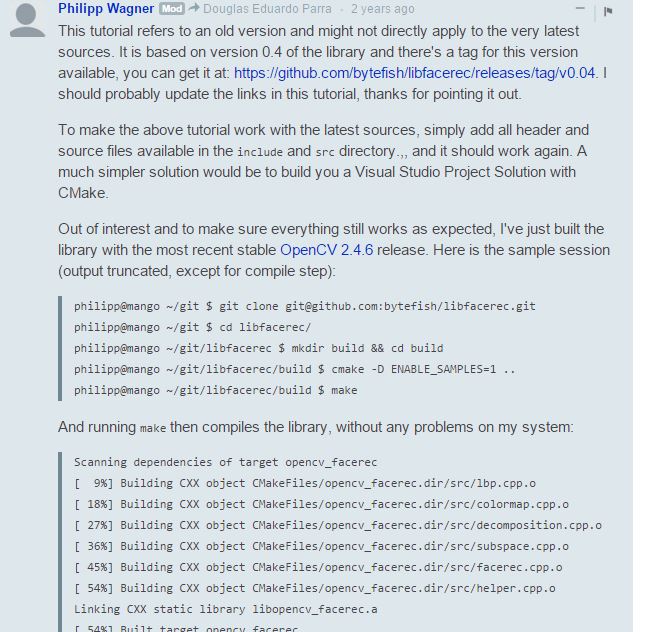 Philipp Wagner Mod Douglas Eduardo Parra · 2 years ago
This tutorial refers to an old version and might not directly apply to the very latest
sources. It is based on version 0.4 of the library and there's a tag for this version
available, you can get it at: https://github.com/bytefish/libfacerec/releases/tag/v0.04. I
should probably update the links in this tutorial, thanks for pointing it out.
To make the above tutorial work with the latest sources, simply add all header and
source files available in the include and src directory.,, and it should work again. A
much simpler solution would be to build you a Visual Studio Project Solution with
CMake.
Out of interest and to make sure everything still works as expected, I've just built the
library with the most recent stable OpenCV 2.4.6 release. Here is the sample session
(output truncated, except for compile step):
philipp@mango ~/git $ git clone git@github.com:bytefish/libfacerec.git
philipp@mango ~/git $ cd libfacerec/
philipp@mango ~/git/libfacerec $ mkdir build && cd build
philipp@mango ~/git/libfacerec/build $ cmake -D ENABLE_SAMPLES=1 ..
philipp@mango ~/git/libfacerec/build $ make
And running make then compiles the library, without any problems on my system:
Scanning dependencies of target opencv_facerec
[  9%] Building CXX object CMakeFiles/opencv_facerec.dir/src/lbp.cpp.o
[ 18%] Building CXX object CMakeFiles/opencv_facerec.dir/src/colormap.cpp.o
[ 27%] Building CXX object CMakeFiles/opencv_facerec.dir/src/decomposition.cpp.o
[ 36%] Building CXX object CMakeFiles/opencv_facerec.dir/src/subspace.cpp.o
[ 45%] Building CXX object CMakeFiles/opencv_facerec.dir/src/facerec.cpp.o
[ 54%] Building CXX object CMakeFiles/opencv_facerec.dir/src/helper.cpp.o
Linking CXX static library libopencv_facerec.a
[ 54%] Built target opencv_facerec